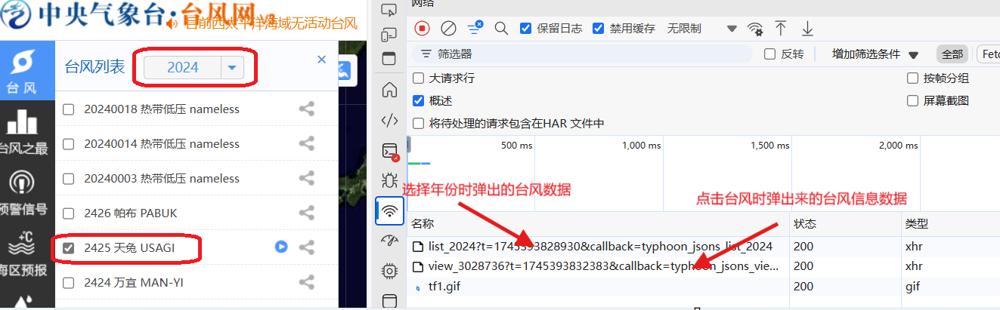 中央气象台·台风网
目前西太平洋海域无活动台风
台风
台风之最
预警信号
海区预报
台风列表
2024
×
20240018 热带低压 nameless
20240014 热带低压 nameless
20240003 热带低压 nameless
2426 帕布 PABUK
2425 天兔 USAGI
2424 万宜 MAN-YI
网络
保留日志
禁用缓存
无限制
筛选器
反转
增加筛选条件
全部
Fetc
大请求行
按帧分组
概述
屏幕截图
将待处理的请求包含在HAR 文件中
500 ms
1,000 ms
1,500 ms
2,000 ms
选择年份时弹出的台风数据
点击台风时弹出来的台风信息数据
名称 状态 类型
list_2024?t=1745393828930&callback=typhoon_jsons_list_2024 200 xhr
view_3028736?t=1745393832383&callback=typhoon_jsons_vie... 200 xhr
tf1.gif 200 gif